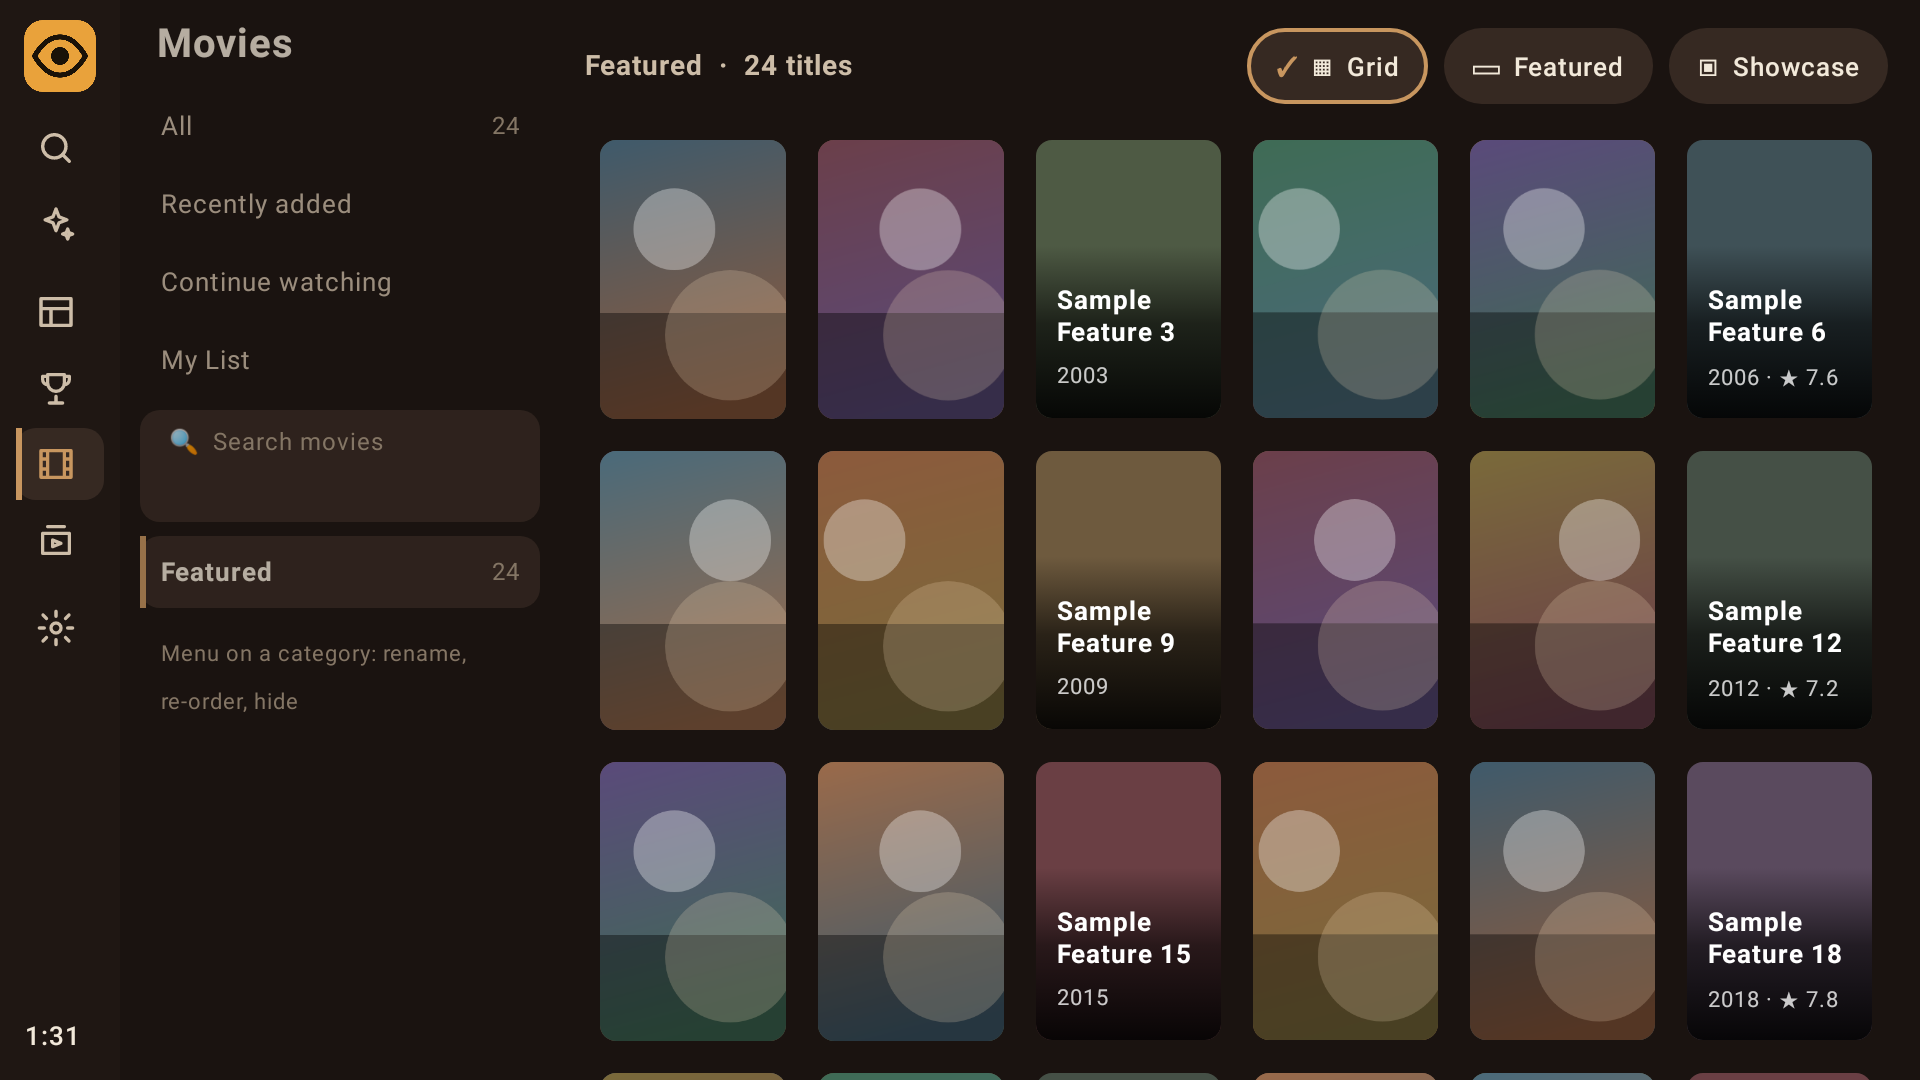 Movies
All 24
Recently added
Continue watching
My List
🔍 Search movies
Featured 24
Menu on a category: rename,
re-order, hide
1:31
Featured · 24 titles
✓ ▦ Grid
▭ Featured
▣ Showcase
Sample
Feature 3
2003
Sample
Feature 6
2006 · ★ 7.6
Sample
Feature 9
2009
Sample
Feature 12
2012 · ★ 7.2
Sample
Feature 15
2015
Sample
Feature 18
2018 · ★ 7.8